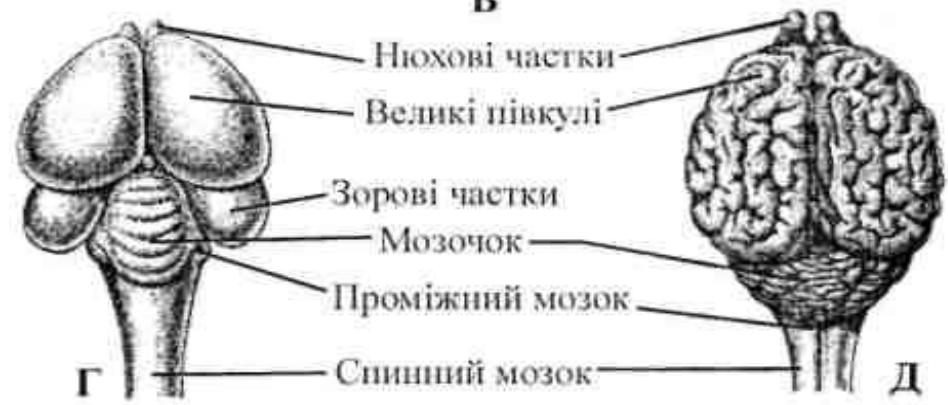 В
Нюхові частки
Великі півкулі
Зорові частки
Мозочок
Проміжний мозок
Спинний мозок
Г
Д